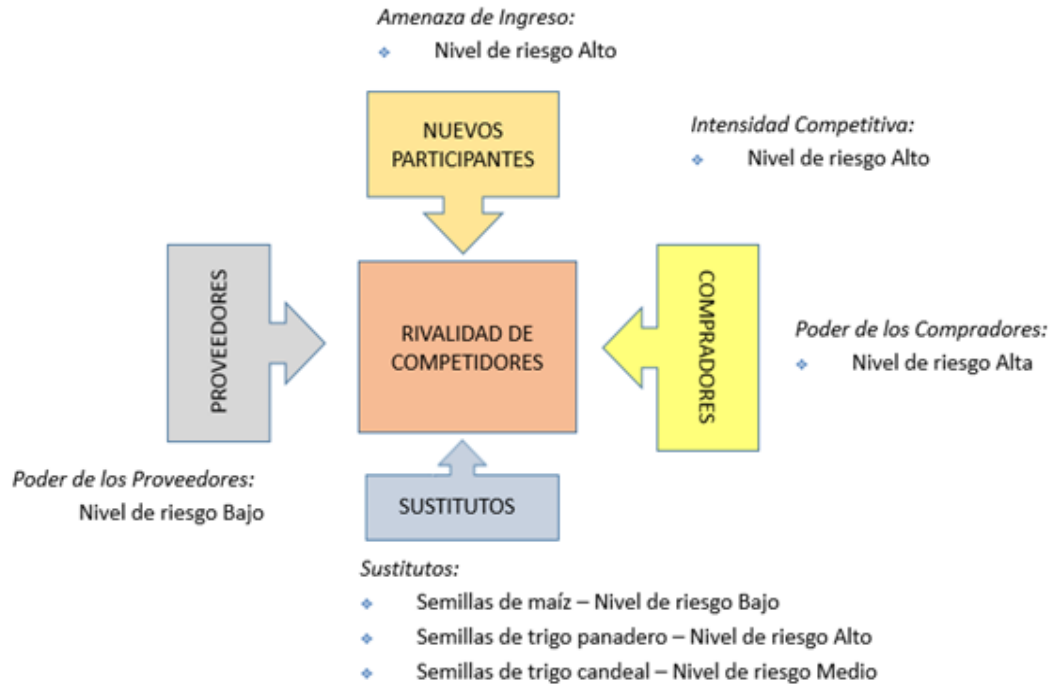 Amenaza de Ingreso:
❖ Nivel de riesgo Alto
NUEVOS
PARTICIPANTES
Intensidad Competitiva:
❖ Nivel de riesgo Alto
PROVEEDORES
RIVALIDAD DE
COMPETIDORES
COMPRADORES
Poder de los Compradores:
❖ Nivel de riesgo Alta
Poder de los Proveedores:
Nivel de riesgo Bajo
SUSTITUTOS
Sustitutos:
❖ Semillas de maíz – Nivel de riesgo Bajo
❖ Semillas de trigo panadero – Nivel de riesgo Alto
❖ Semillas de trigo candeal – Nivel de riesgo Medio